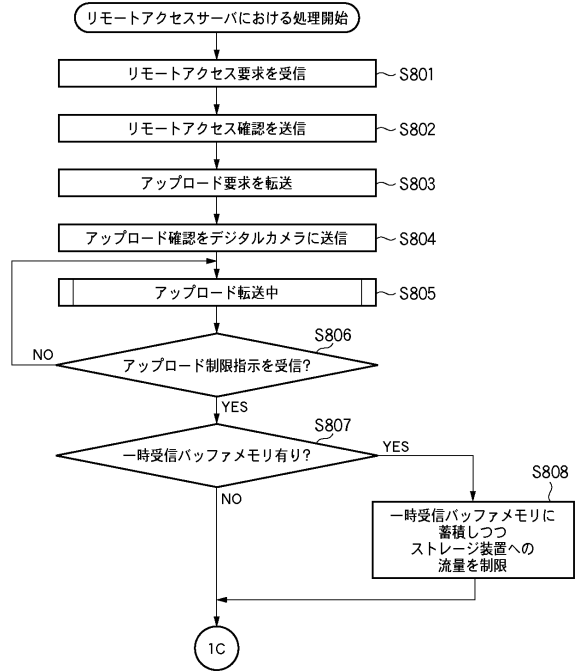 リモートアクセスサーバにおける処理開始
リモートアクセス要求を受信
S801
リモートアクセス確認を送信
S802
アップロード要求を転送
S803
アップロード確認をデジタルカメラに送信
S804
アップロード転送中
S805
S806
アップロード制限指示を受信?
NO
YES
S807
一時受信バッファメモリ有り?
YES
NO
S808
一時受信バッファメモリに
蓄積しつつ
ストレージ装置への
流量を制限
1C